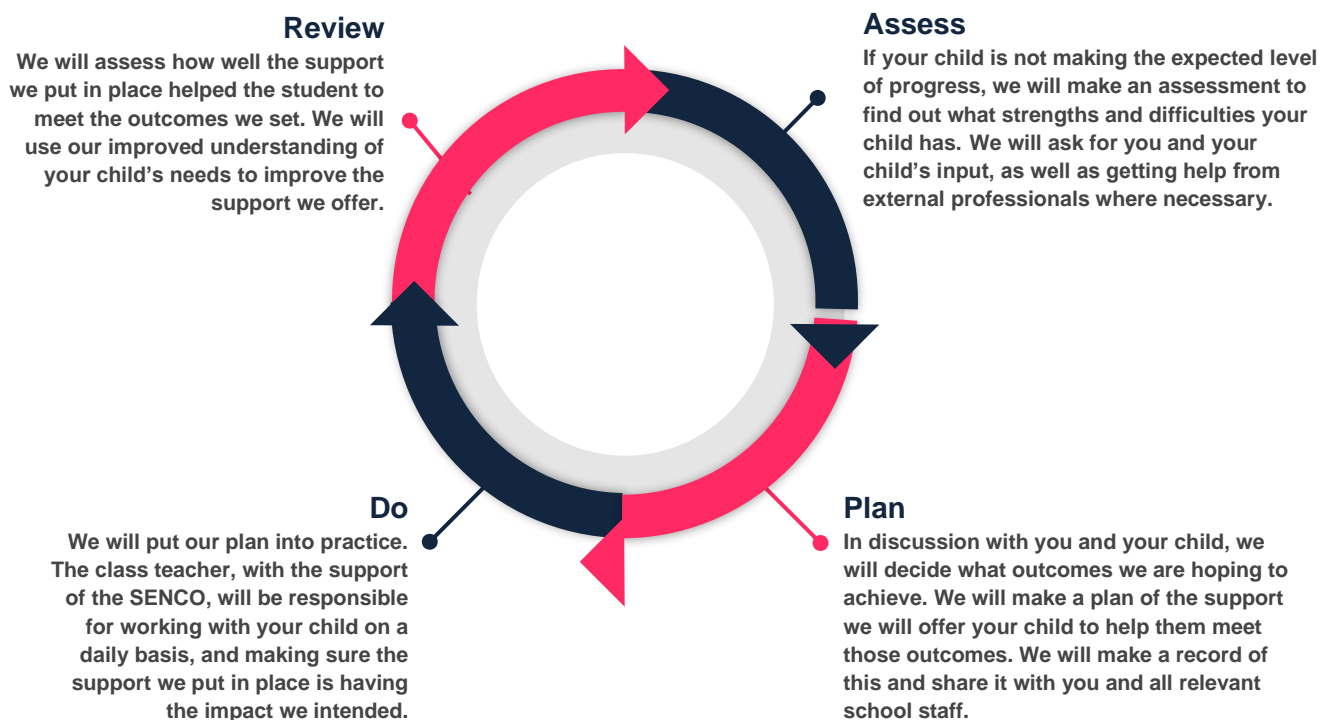 Review
We will assess how well the support
we put in place helped the student to
meet the outcomes we set. We will
use our improved understanding of
your child’s needs to improve the
support we offer.
Assess
If your child is not making the expected level
of progress, we will make an assessment to
find out what strengths and difficulties your
child has. We will ask for you and your
child’s input, as well as getting help from
external professionals where necessary.
Do
We will put our plan into practice.
The class teacher, with the support
of the SENCO, will be responsible
for working with your child on a
daily basis, and making sure the
support we put in place is having
the impact we intended.
Plan
In discussion with you and your child, we
will decide what outcomes we are hoping to
achieve. We will make a plan of the support
we will offer your child to help them meet
those outcomes. We will make a record of
this and share it with you and all relevant
school staff.